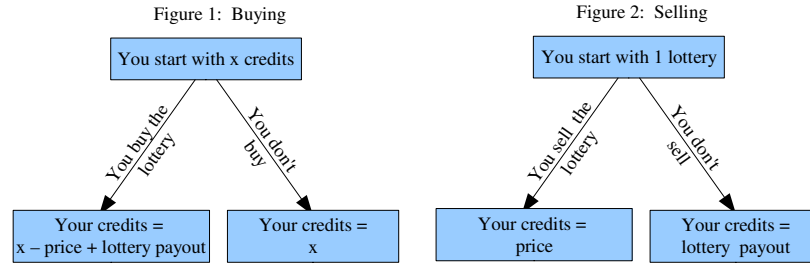 Figure 1:  Buying
You start with x credits
You buy the
lottery
You don't
buy
Your credits =
x – price + lottery payout
Your credits =
x
Figure 2:  Selling
You start with 1 lottery
You sell  the
lottery
You don't
sell
Your credits =
price
Your credits =
lottery  payout